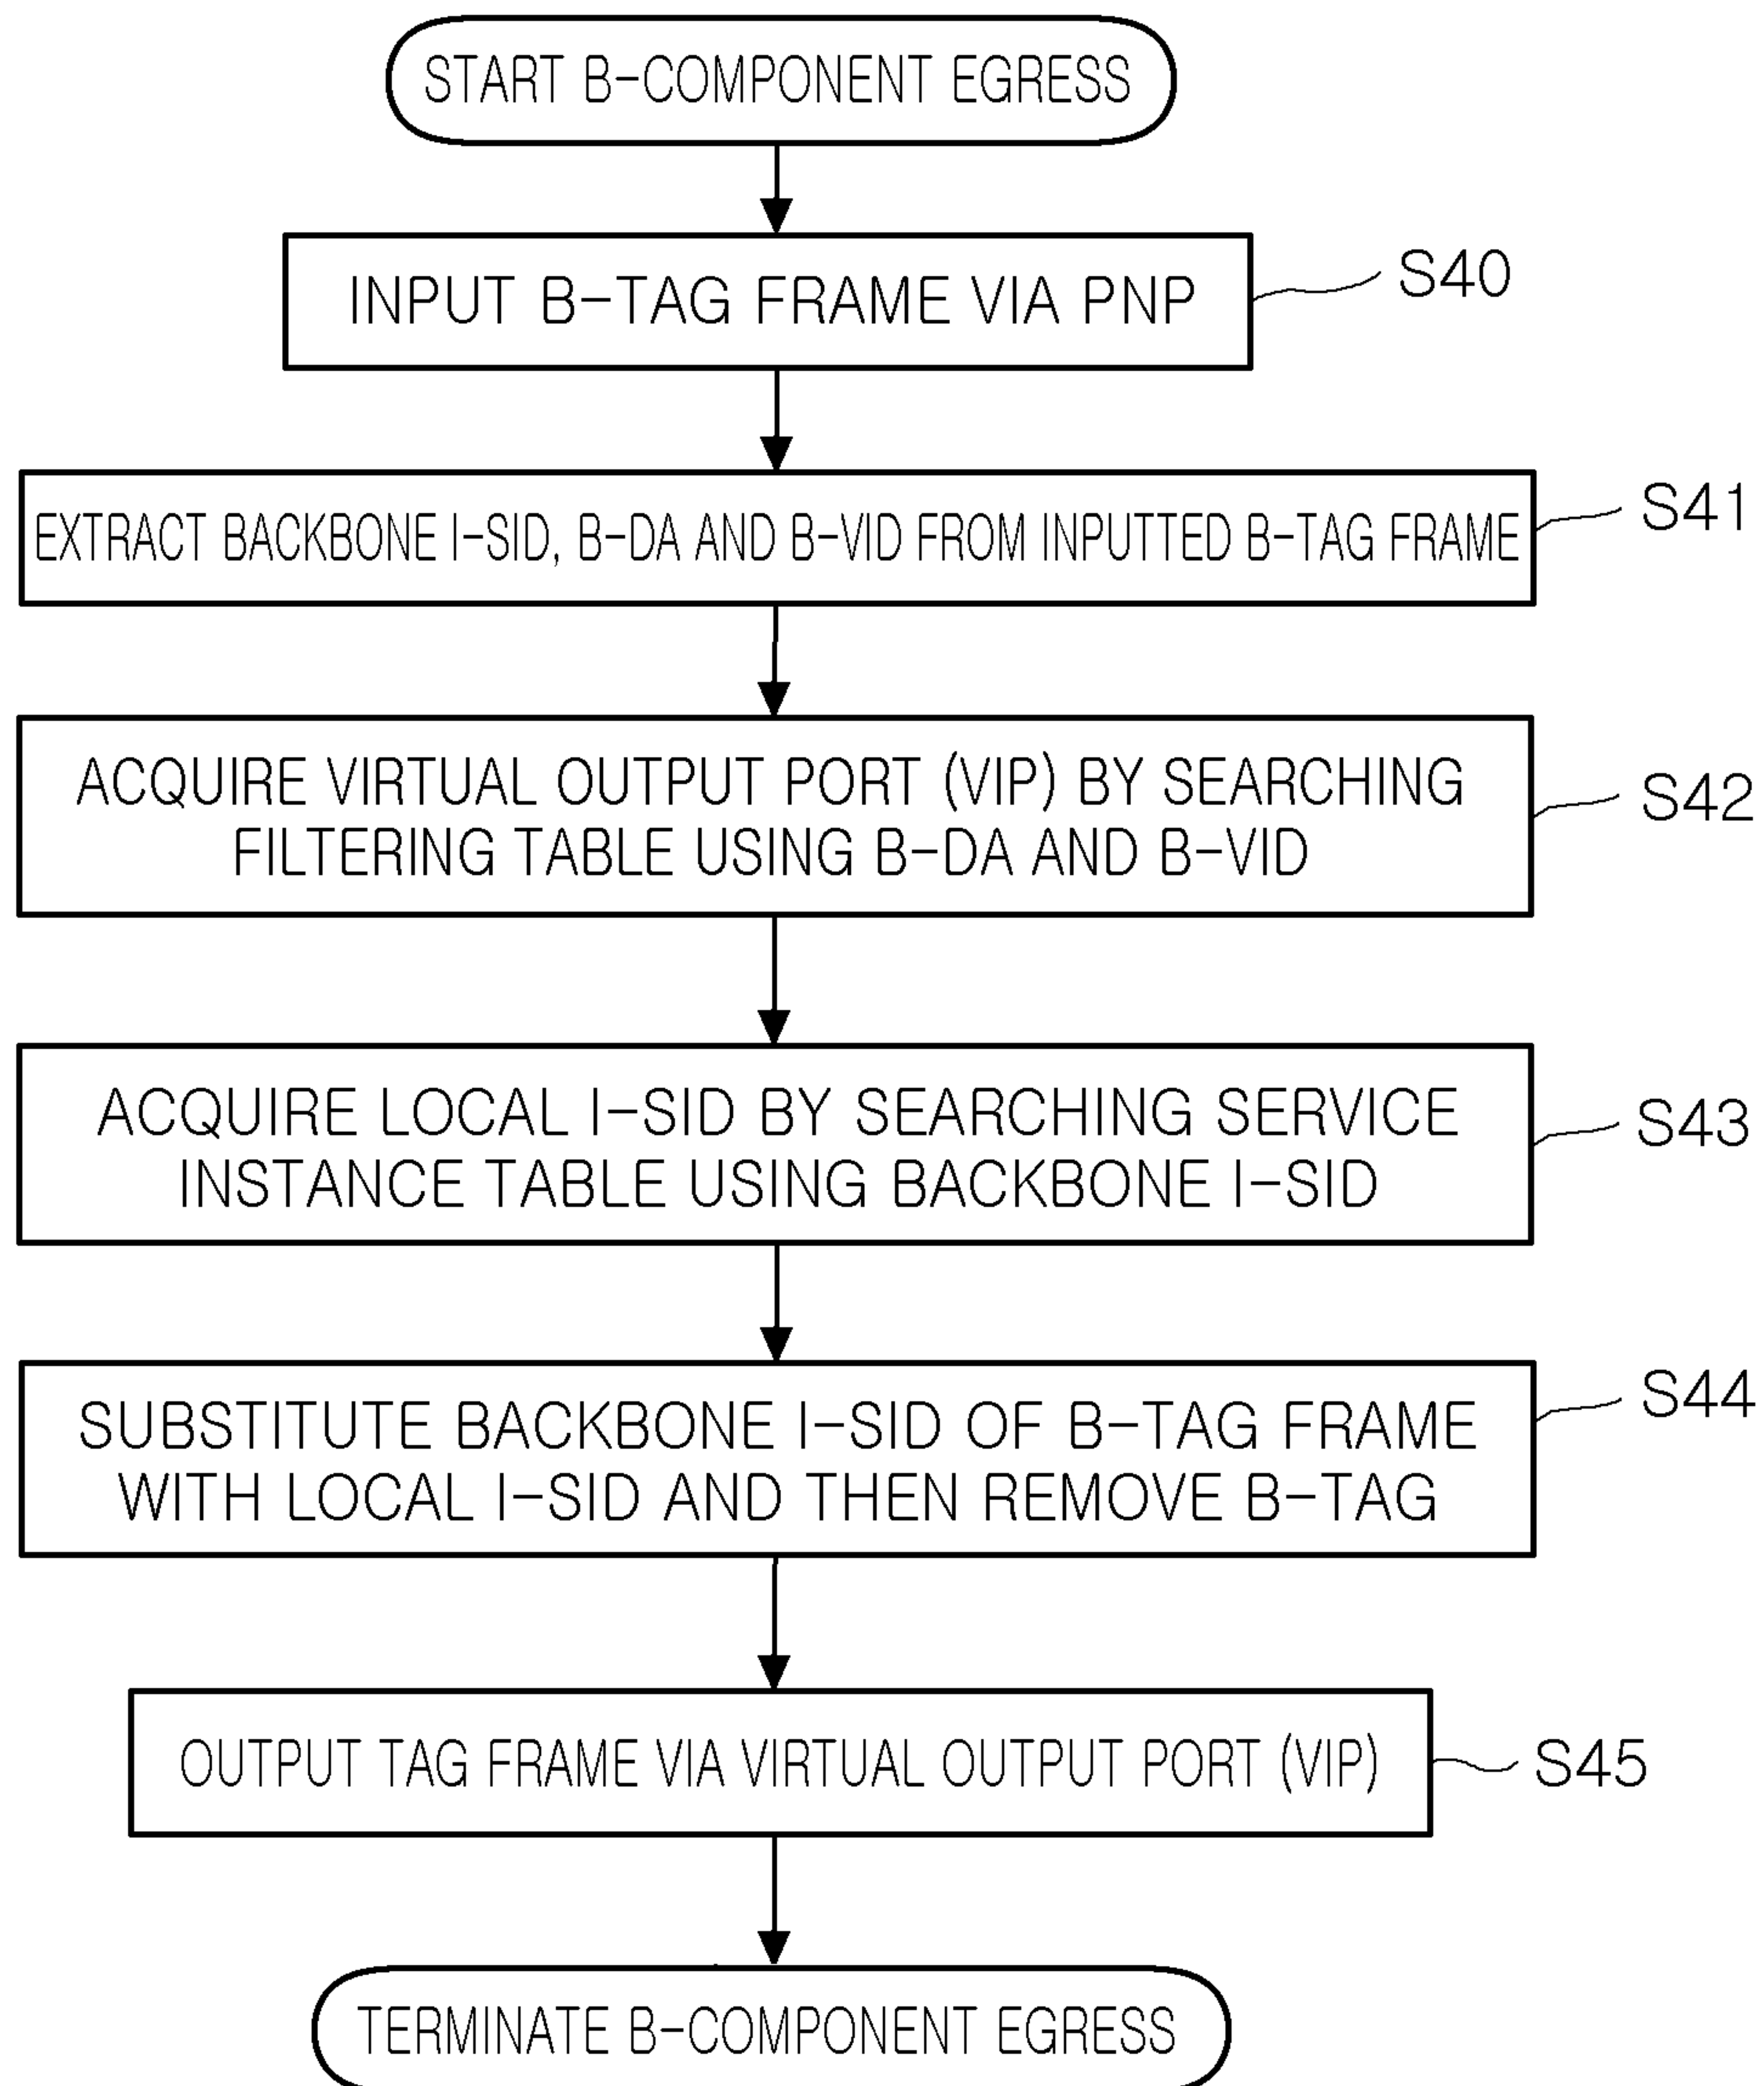 START B-COMPONENT EGRESS
INPUT B-TAG FRAME VIA PNP
S40
EXTRACT BACKBONE I-SID, B-DA AND B-VID FROM INPUTTED B-TAG FRAME
S41
ACQUIRE VIRTUAL OUTPUT PORT (VIP) BY SEARCHING
FILTERING TABLE USING B-DA AND B-VID
S42
ACQUIRE LOCAL I-SID BY SEARCHING SERVICE
INSTANCE TABLE USING BACKBONE I-SID
S43
SUBSTITUTE BACKBONE I-SID OF B-TAG FRAME
WITH LOCAL I-SID AND THEN REMOVE B-TAG
S44
OUTPUT TAG FRAME VIA VIRTUAL OUTPUT PORT (VIP)
S45
TERMINATE B-COMPONENT EGRESS